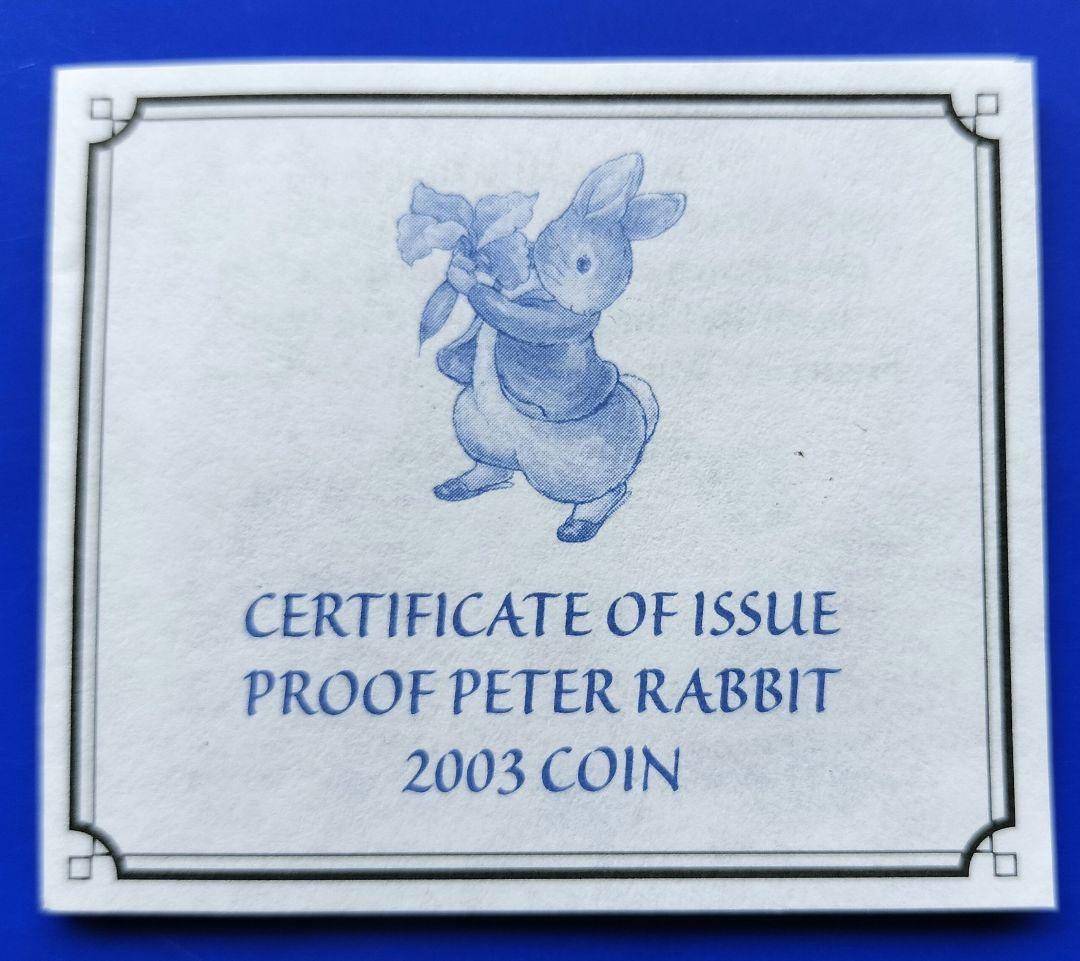 CERTIFICATE OF ISSUE
PROOF PETER RABBIT
2003 COIN